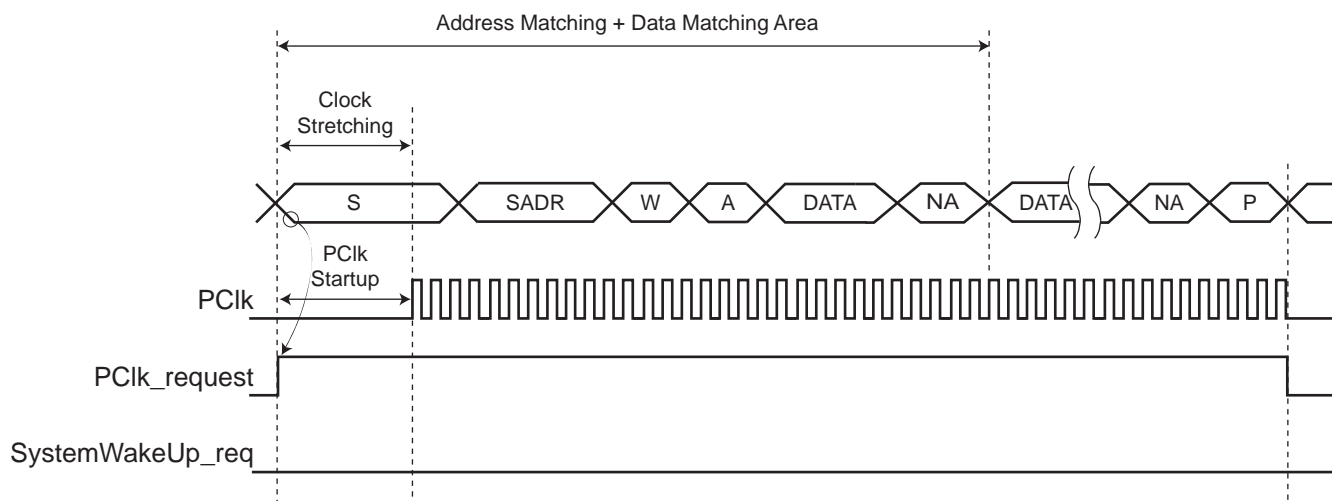 Address Matching + Data Matching Area
Clock
Stretching
S SADR W A DATA NA DATA NA P
PClk
Startup
PClk
PClk_request
SystemWakeUp_req